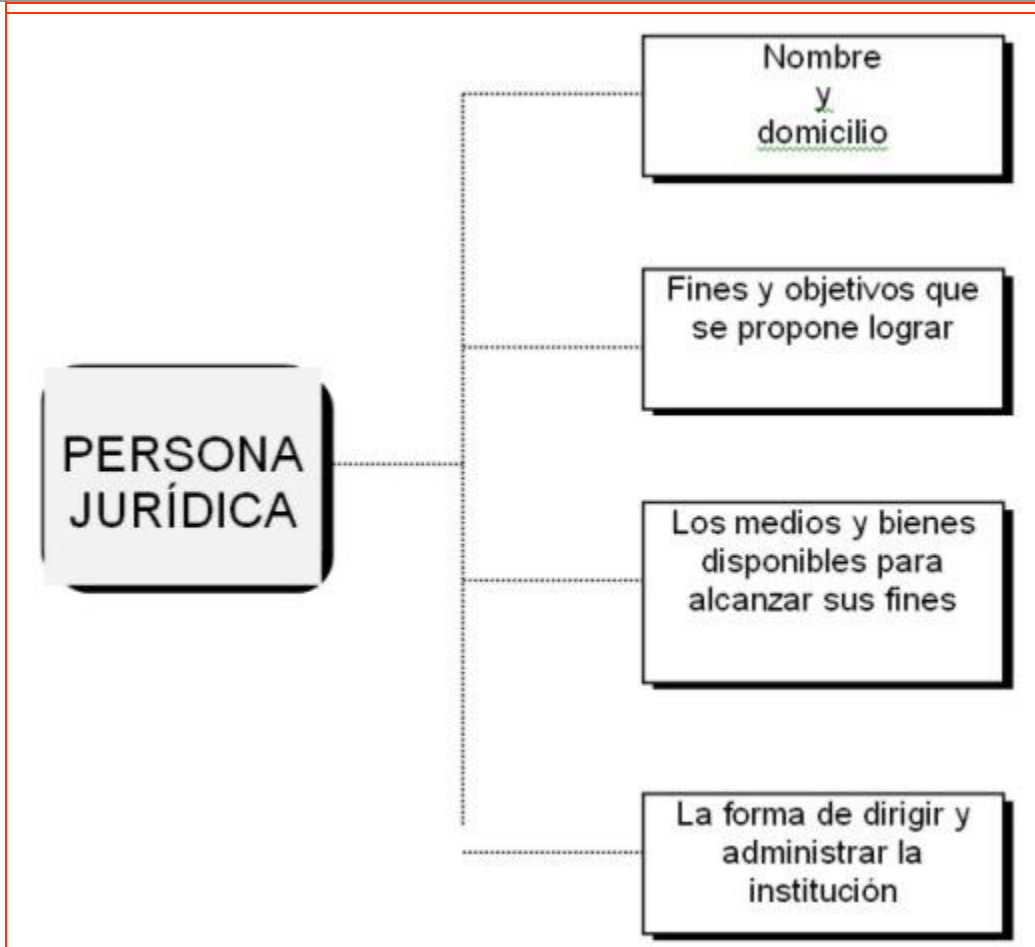 Nombre
y
domicilio
Fines y objetivos que
se propone lograr
PERSONA
JURÍDICA
Los medios y bienes
disponibles para
alcanzar sus fines
La forma de dirigir y
administrar la
institución